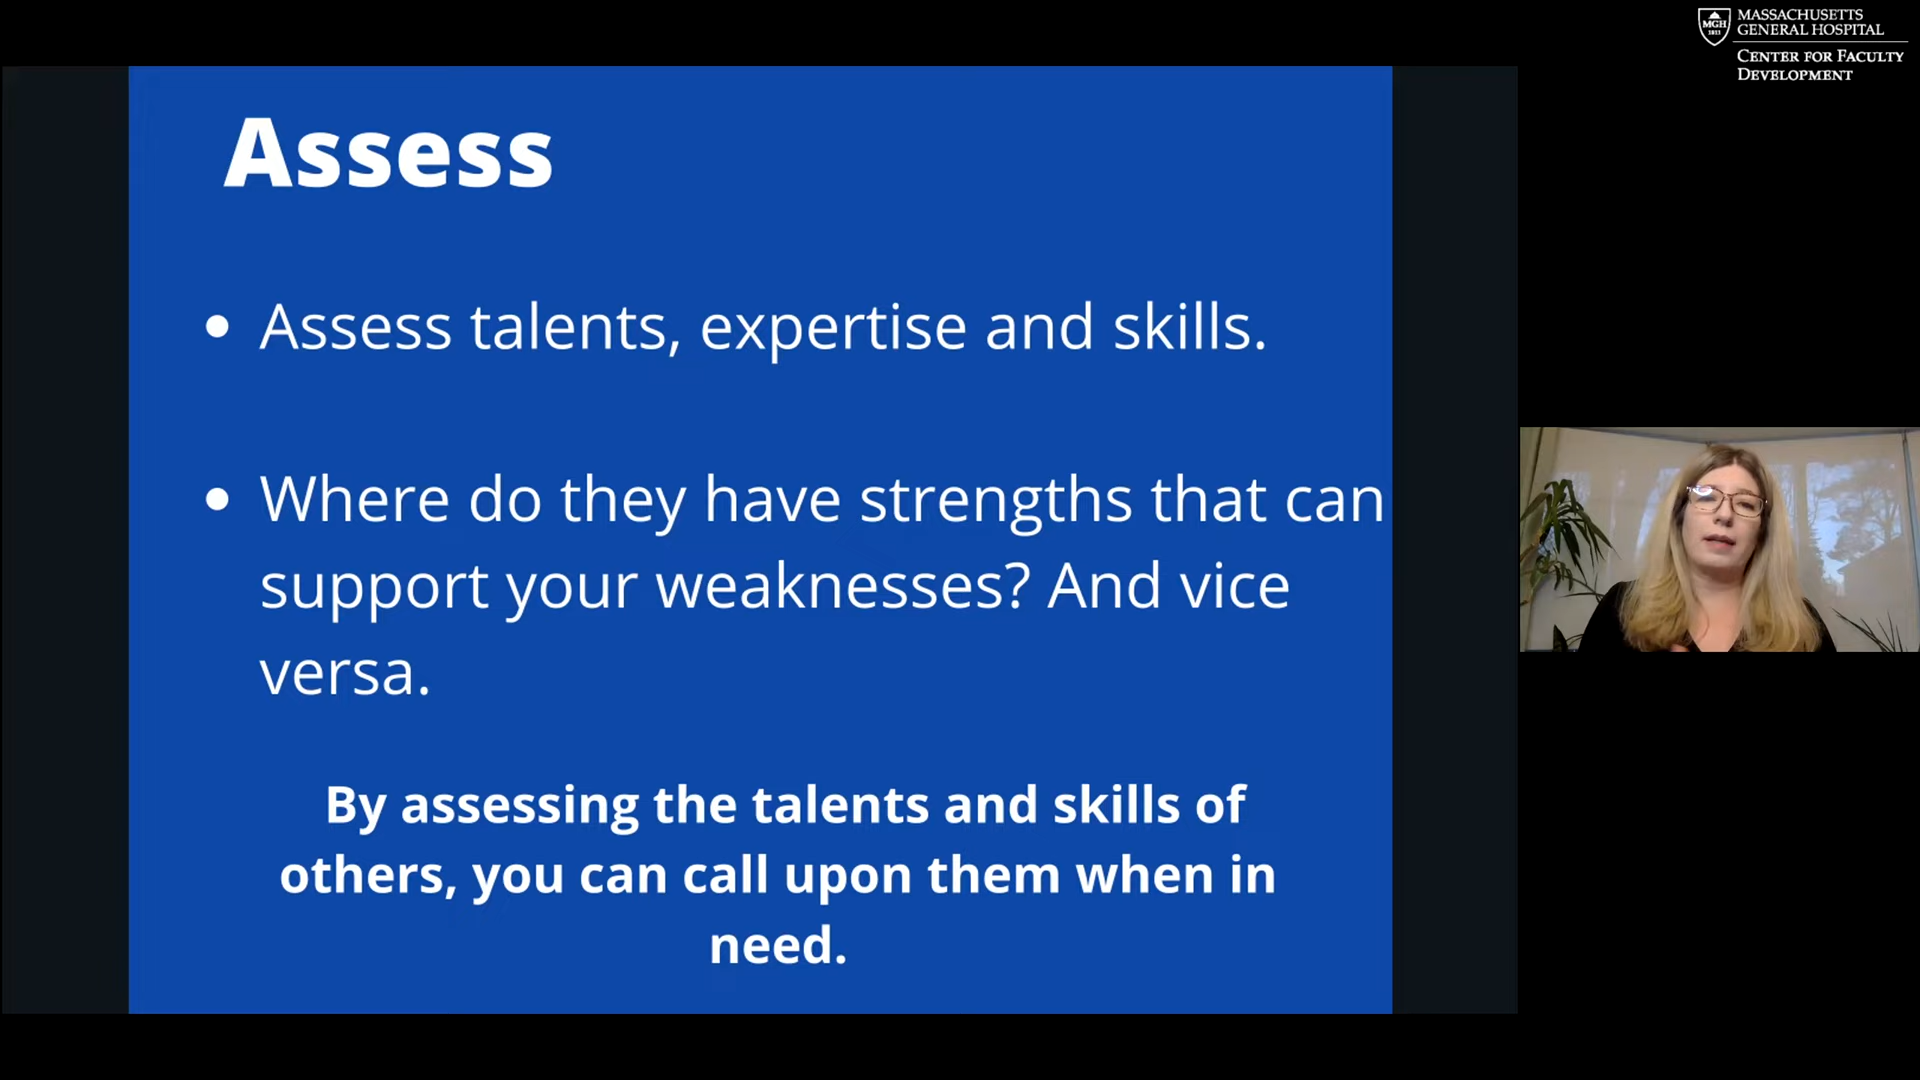 MGH
1811
MASSACHUSETTS
GENERAL HOSPITAL
CENTER FOR FACULTY
DEVELOPMENT
Assess
• Assess talents, expertise and skills.
• Where do they have strengths that can
support your weaknesses? And vice
versa.
By assessing the talents and skills of
others, you can call upon them when in
need.